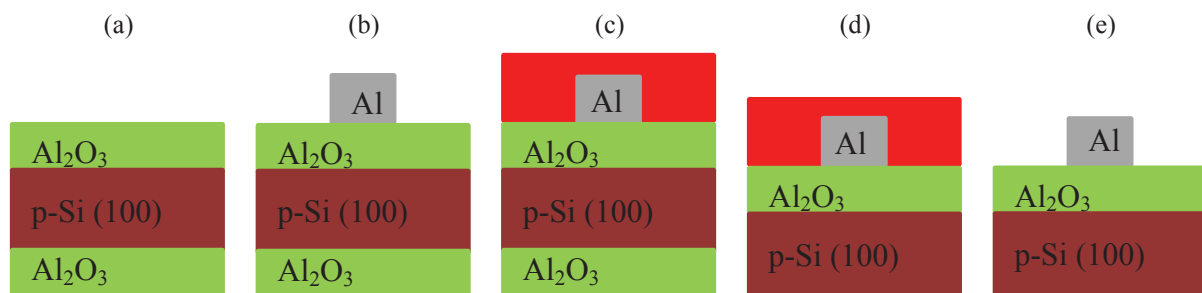 (a) (b) (c) (d) (e)
Al
Al₂O₃
p-Si (100)
Al₂O₃
Al
Al₂O₃
p-Si (100)
Al₂O₃
Al
Al₂O₃
p-Si (100)
Al
Al₂O₃
p-Si (100)
Al₂O₃
p-Si (100)
Al₂O₃